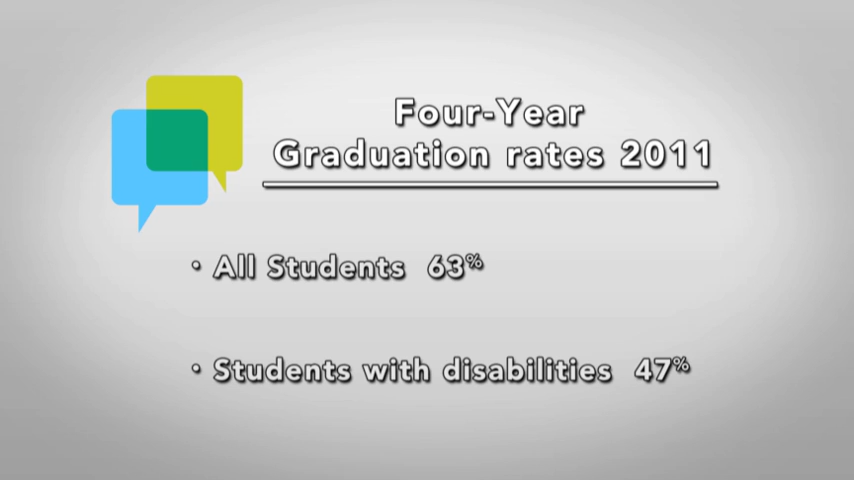 Four-Year
Graduation rates 2011
• All Students 63%
• Students with disabilities 47%